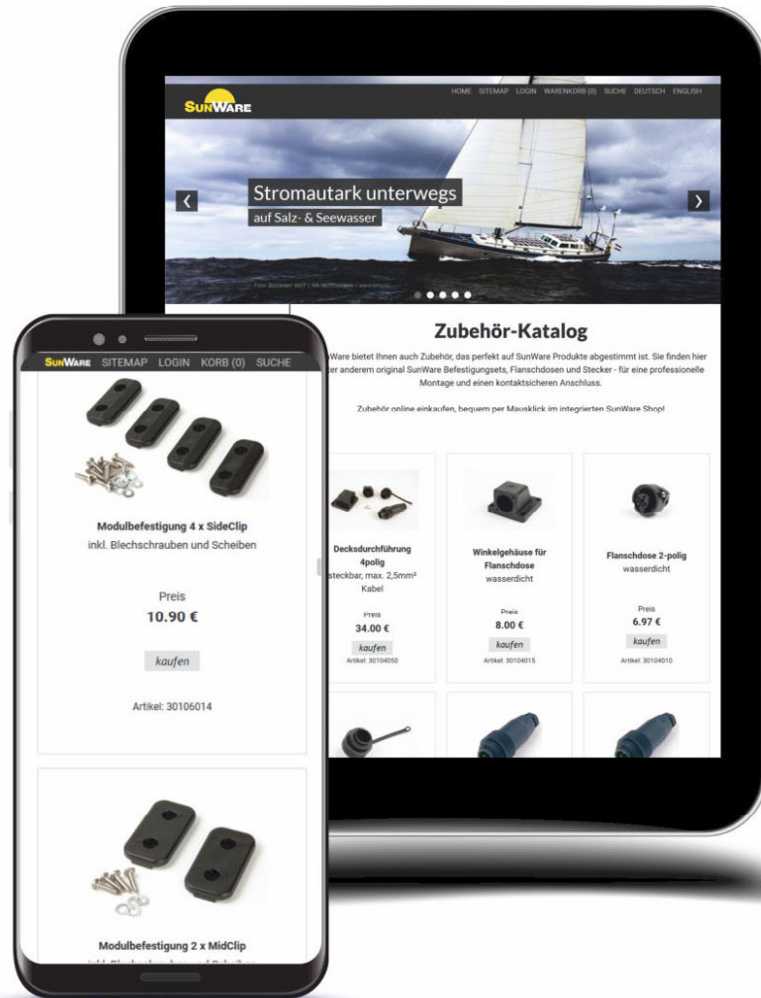 SUNWARE
HOME SITEMAP LOGIN WARENKORB (0) SUCHE DEUTSCH ENGLISH
Stromautark unterwegs
auf Salz- & Seewasser
Zubehör-Katalog
Ware bietet Ihnen auch Zubehör, das perfekt auf SunWare Produkte abgestimmt ist. Sie finden hier
anderem original SunWare Befestigungsets, Flanschdosen und Stecker - für eine professionelle
Montage und einen kontaktsicheren Anschluss.
Zubehör online einkaufen, bequem per Mausklick im integrierten SunWare Shop!
Decksdurchführung
4polig
steckbar, max. 2,5mm²
Kabel
Preis
34.00 €
kaufen
Artikel: 30104050
Winkelgehäuse für
Flanschdose
wasserdicht
Preis
8.00 €
kaufen
Artikel: 30104015
Flanschdose 2-polig
wasserdicht
Preis
6.97 €
kaufen
Artikel: 30104010
SUNWARE SITEMAP LOGIN KORB (0) SUCHE
Modulbefestigung 4 x SideClip
inkl. Blechschrauben und Scheiben
Preis
10.90 €
kaufen
Artikel: 30106014
Modulbefestigung 2 x MidClip
inkl. Blechschrauben und Scheiben